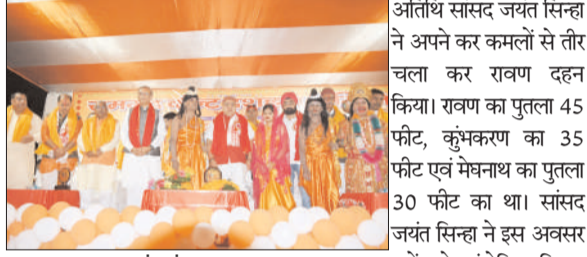 अतिथि सांसद जयंत सिन्हा
ने अपने कर कमलों से तीर
चला कर रावण दहन
किया। रावण का पुतला 45
फीट, कुंभकरण का 35
फीट एवं मेघनाथ का पुतला
30 फीट का था। सांसद
जयंत सिन्हा ने इस अवसर